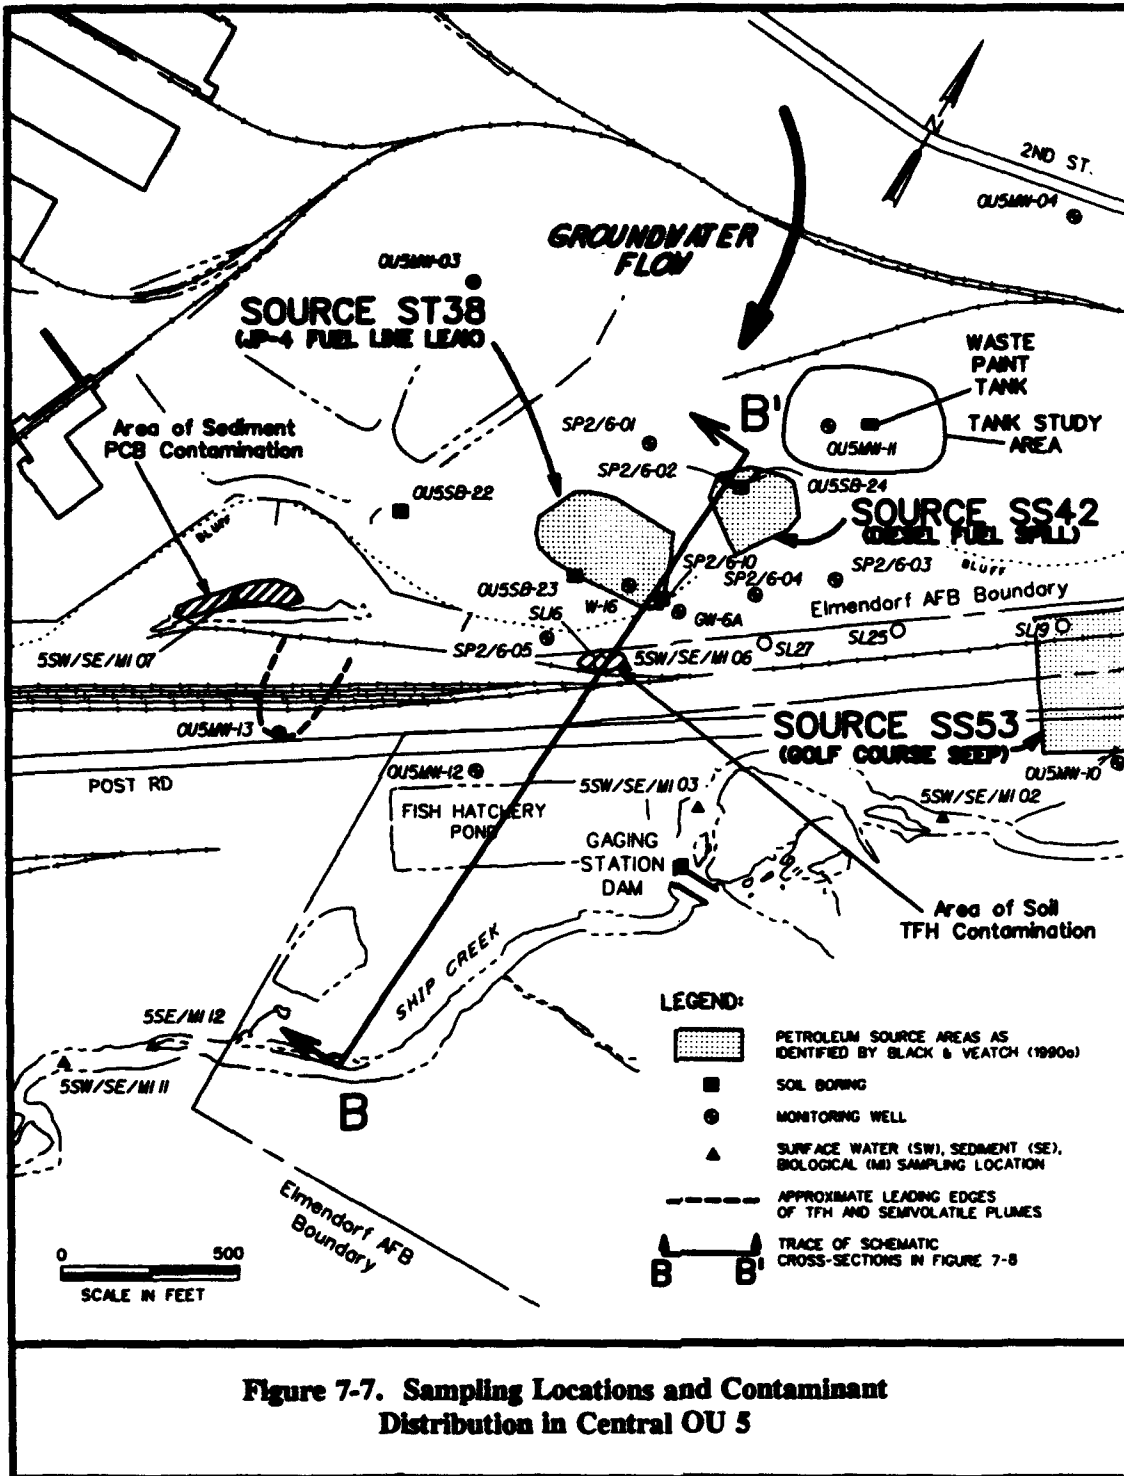 N
2ND ST.
OU5MW-04
GROUNDWATER
FLOW
OU5MW-03
SOURCE ST38
(JP-4 FUEL LINE LEAK)
WASTE
PAINT
TANK
TANK STUDY
AREA
B'
OU5MW-11
Area of Sediment
PCB Contamination
SP2/6-01
SP2/6-02
OU5SB-24
OU5SB-22
SOURCE SS42
(DIESEL FUEL SPILL)
BLUFF
SP2/6-10
SP2/6-03
BLUFF
OU5SB-23
SP2/6-04
W-16
Elmendorf AFB Boundary
SL16
GW-6A
SL19
SL25
SL27
SP2/6-05
5SW/SE/MI 07
5SW/SE/MI 06
SOURCE SS53
(GOLF COURSE SEEP)
OU5MW-13
OU5MW-12
OU5MW-10
POST RD
5SW/SE/MI 03
5SW/SE/MI 02
FISH HATCHERY
POND
GAGING
STATION
DAM
Area of Soil
TFH Contamination
SHIP CREEK
5SE/MI 12
5SW/SE/MI 11
B
LEGEND:
PETROLEUM SOURCE AREAS AS
IDENTIFIED BY BLACK & VEATCH (1990a)
SOIL BORING
MONITORING WELL
SURFACE WATER (SW), SEDIMENT (SE),
BIOLOGICAL (MI) SAMPLING LOCATION
APPROXIMATE LEADING EDGES
OF TFH AND SEMIVOLATILE PLUMES
TRACE OF SCHEMATIC
CROSS-SECTIONS IN FIGURE 7-8
B B'
Elmendorf AFB
Boundary
0 500
SCALE IN FEET
Figure 7-7. Sampling Locations and Contaminant
Distribution in Central OU 5